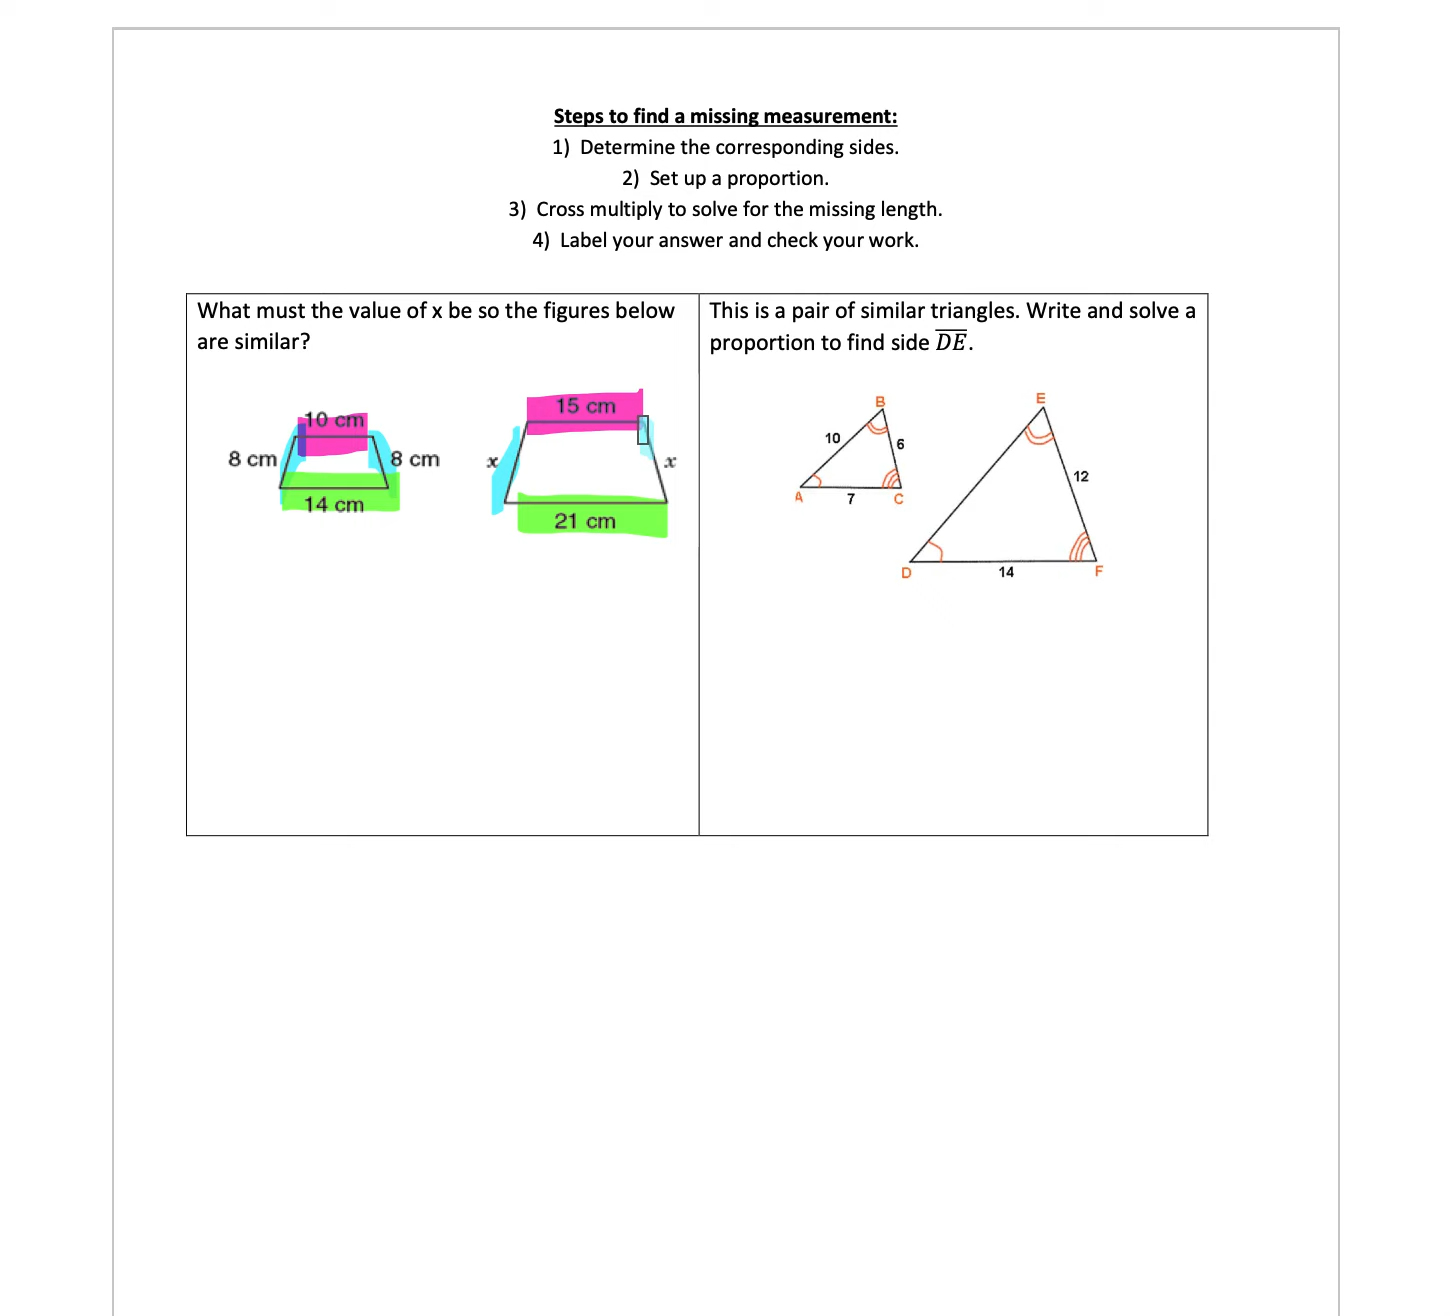 Steps to find a missing measurement:
1) Determine the corresponding sides.
2) Set up a proportion.
3) Cross multiply to solve for the missing length.
4) Label your answer and check your work.
What must the value of x be so the figures below
are similar?
10 cm
8 cm
8 cm
14 cm
15 cm
x
x
21 cm
This is a pair of similar triangles. Write and solve a
proportion to find side DE.
B
10
6
A
7
C
E
12
D
14
F